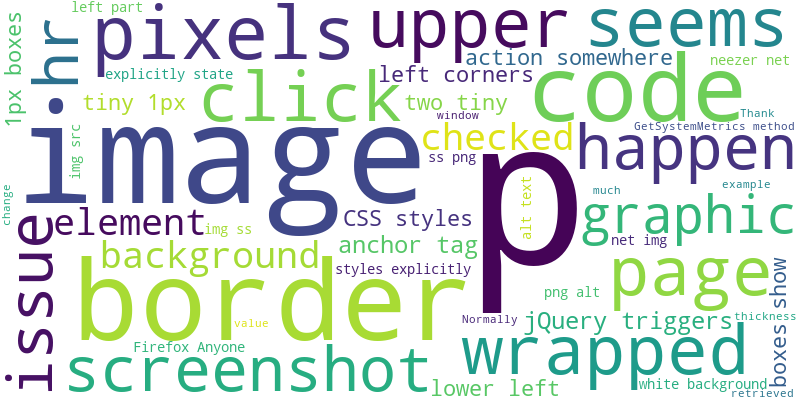 left part
pixels
upper
seems
1px boxes
hr
explicitly state
action somewhere
left corners
neezer net
tiny 1px
click
two tiny
code
image
window
Thank
GetSystemMetrics method
img src
checked
ss png
p
happen
change
alt text
much
example
issue
element
img ss
CSS styles
graphic
background
anchor tag
net img
styles explicitly
page
border
png alt
boxes show
value
Normally
jQuery triggers
thickness
Firefox Anyone
screenshot
wrapped
lower left
white background
retrieved